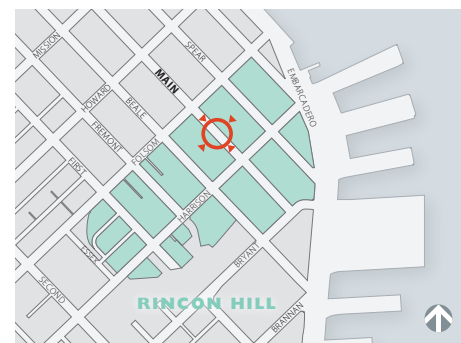 MISSION
SPEAR
MAIN
EMBARCADERO
HOWARD
BEALE
FREMONT
FOLSOM
FIRST
HARRISON
ESSEX
BRYANT
SECOND
RINCON HILL
BRANNAN